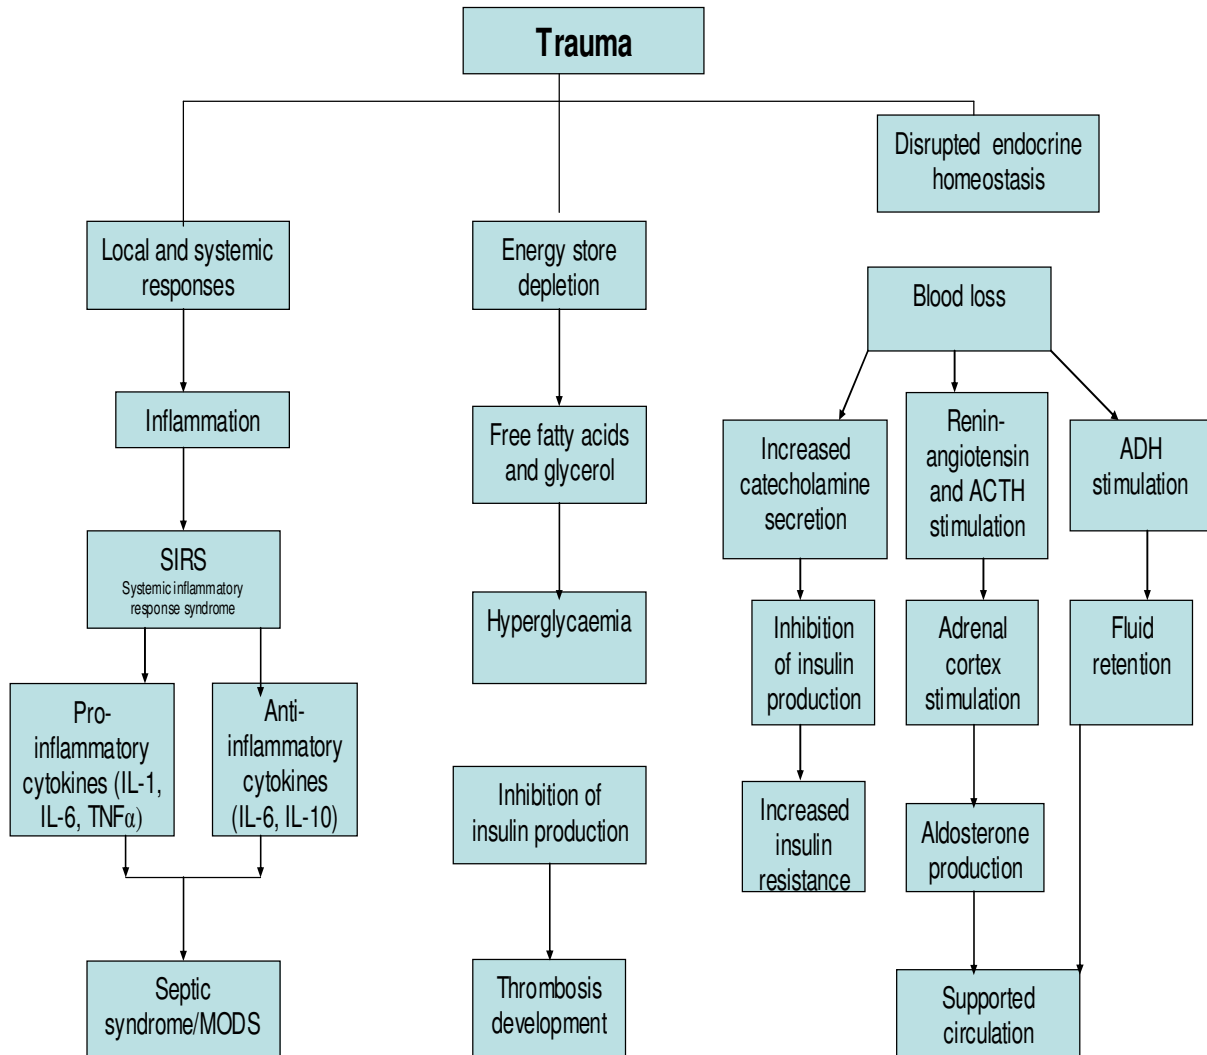 Trauma
Disrupted endocrine
homeostasis
Local and systemic
responses
Energy store
depletion
Blood loss
Inflammation
Free fatty acids
and glycerol
Increased
catecholamine
secretion
Renin-
angiotensin
and ACTH
stimulation
ADH
stimulation
SIRS
Systemic inflammatory
response syndrome
Hyperglycaemia
Inhibition
of insulin
production
Adrenal
cortex
stimulation
Fluid
retention
Pro-
inflammatory
cytokines (IL-1,
IL-6, TNFα)
Anti-
inflammatory
cytokines
(IL-6, IL-10)
Inhibition of
insulin production
Increased
insulin
resistance
Aldosterone
production
Septic
syndrome/MODS
Thrombosis
development
Supported
circulation